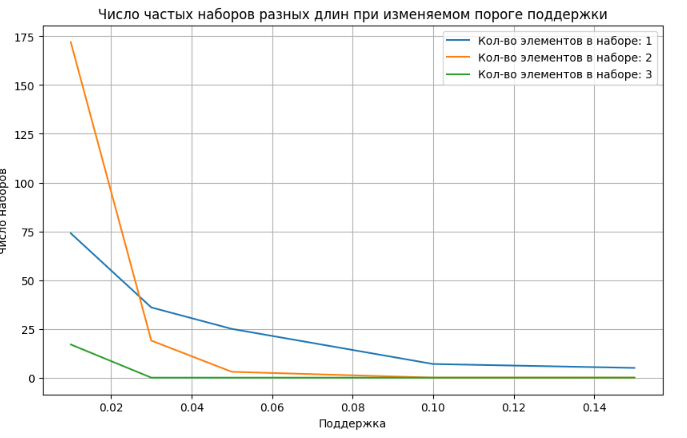 Число частых наборов разных длин при изменяемом пороге поддержки
Кол-во элементов в наборе: 1
Кол-во элементов в наборе: 2
Кол-во элементов в наборе: 3
175
150
125
100
75
50
25
0
Число наборов
0.02 0.04 0.06 0.08 0.10 0.12 0.14
Поддержка